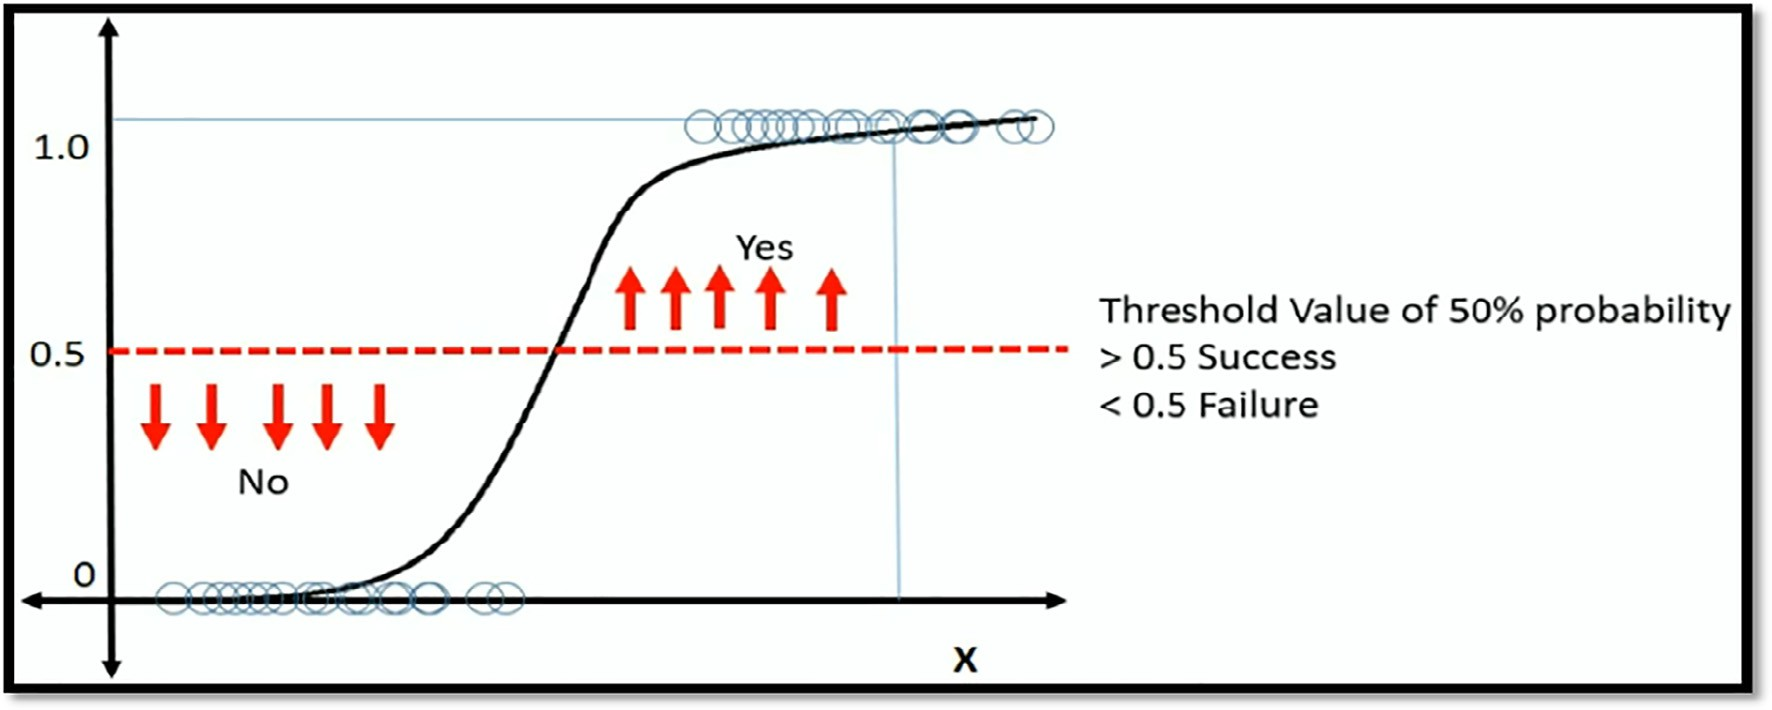 1.0
Yes
Threshold Value of 50% probability
0.5
> 0.5 Success
< 0.5 Failure
No
0
X